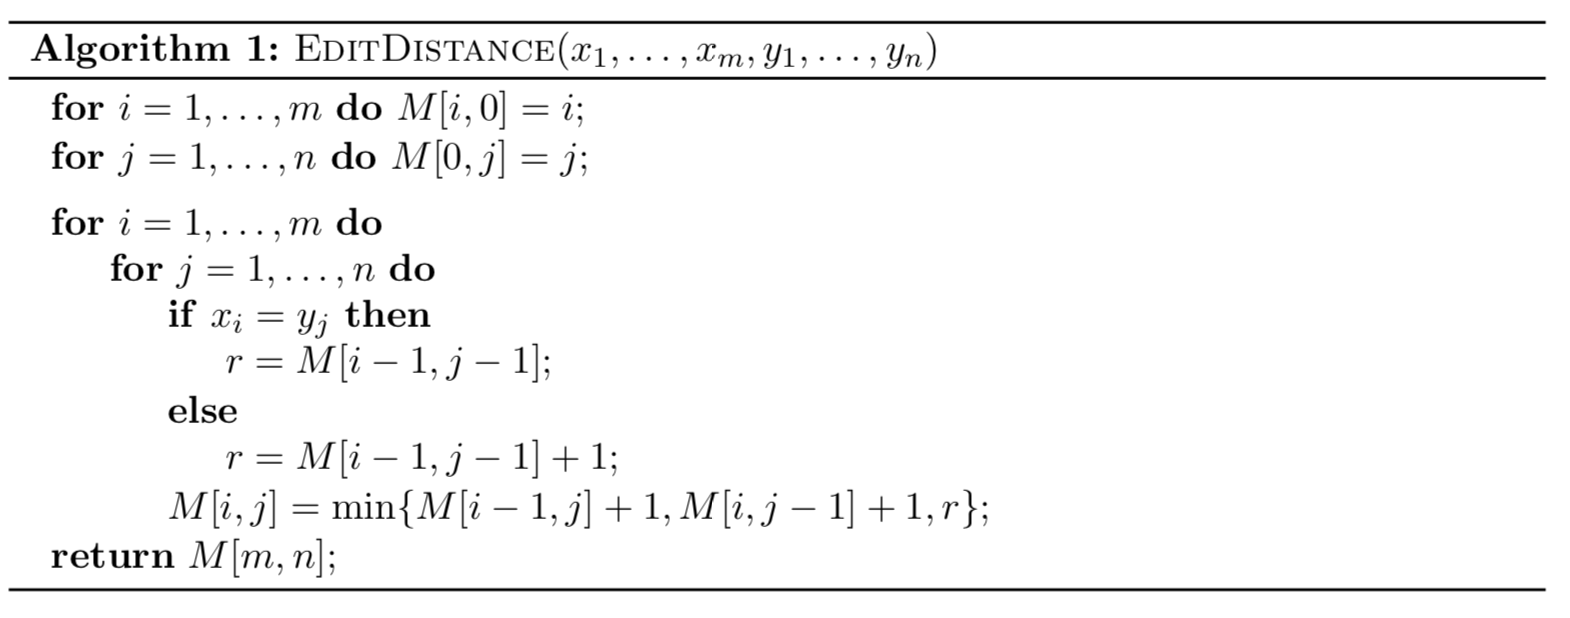 Algorithm 1: EDITDISTANCE(x₁, . . . , xₘ, y₁, . . . , yₙ)
for i = 1, . . . , m do M[i, 0] = i;
for j = 1, . . . , n do M[0, j] = j;
for i = 1, . . . , m do
for j = 1, . . . , n do
if xᵢ = yⱼ then
r = M[i − 1, j − 1];
else
r = M[i − 1, j − 1] + 1;
M[i, j] = min{M[i − 1, j] + 1, M[i, j − 1] + 1, r};
return M[m, n];